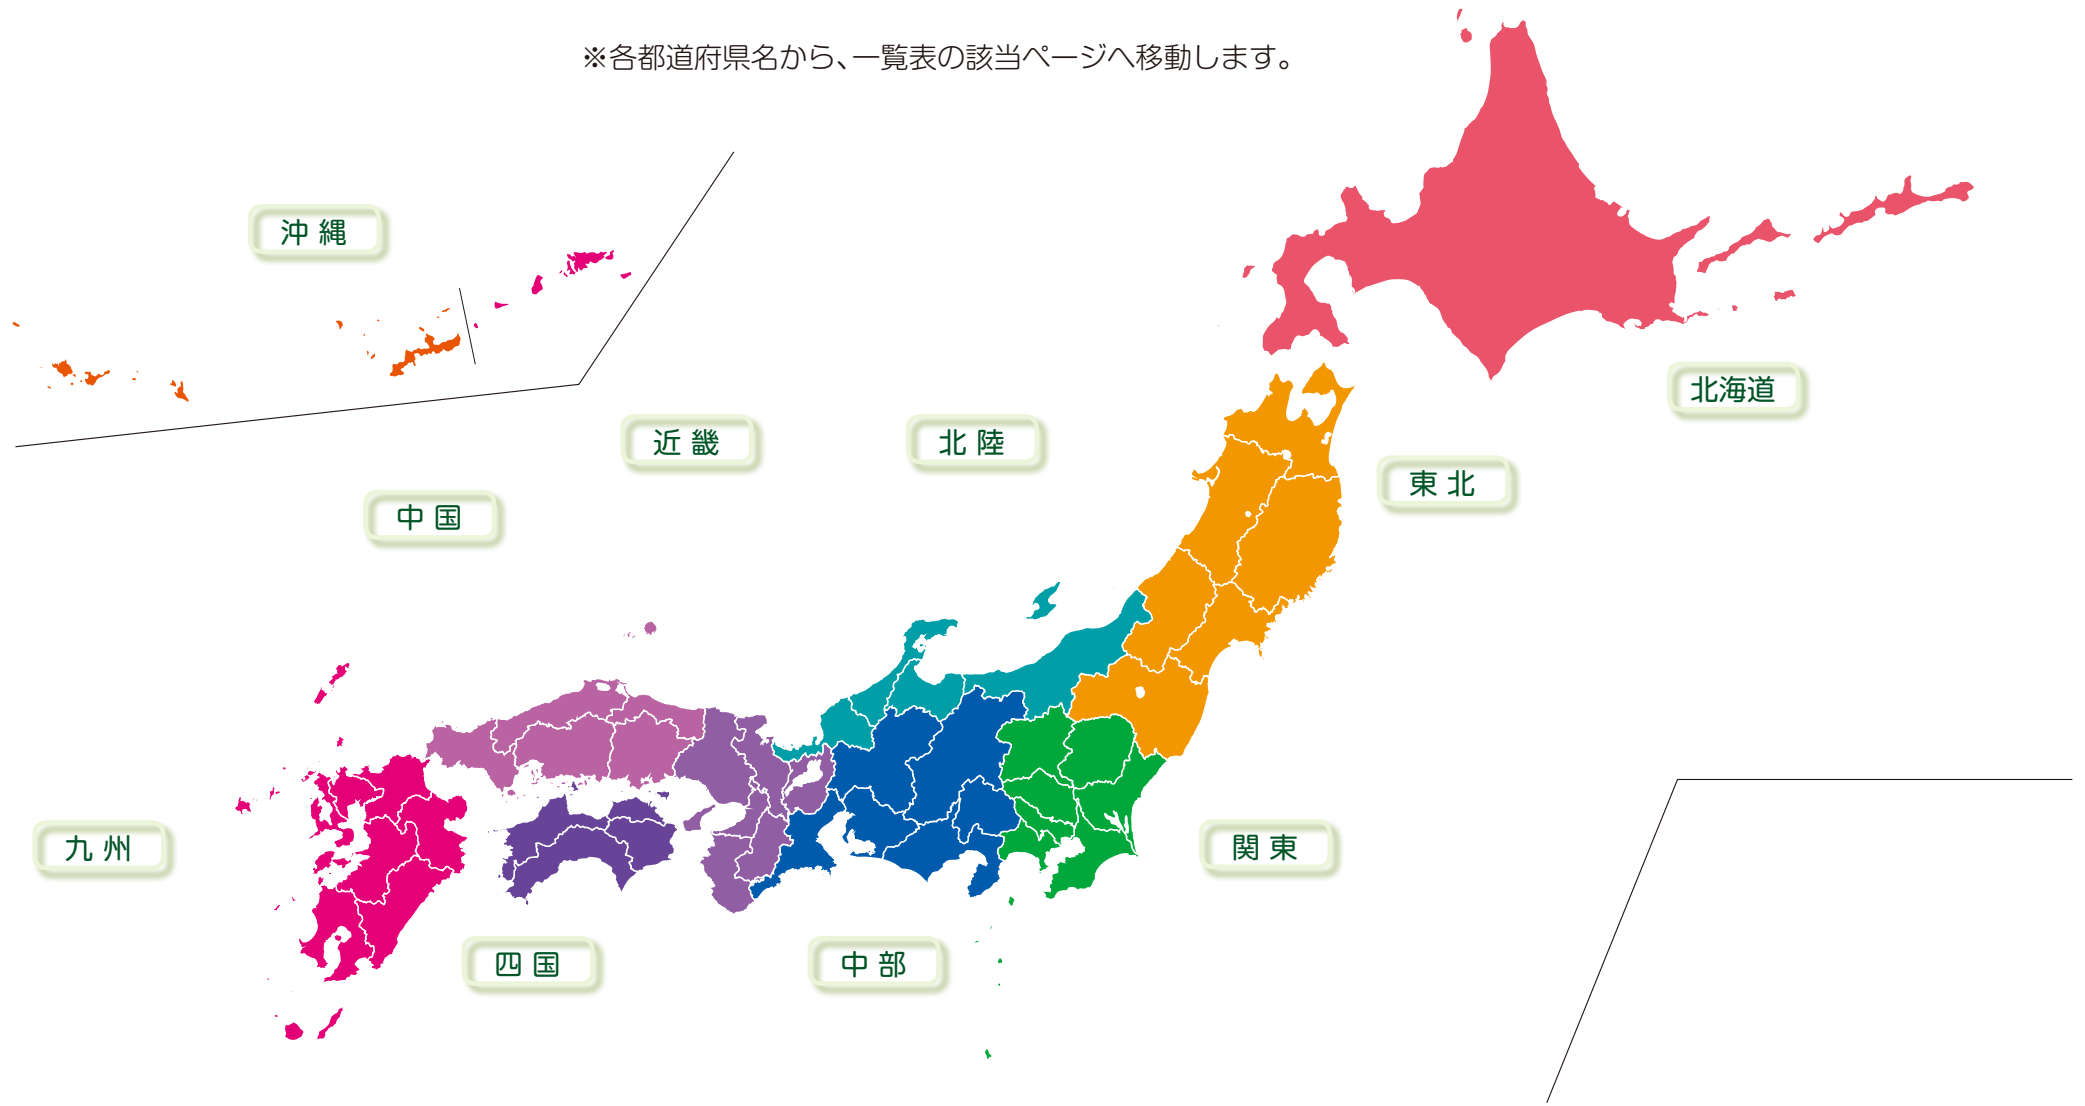 ※各都道府県名から、一覧表の該当ページへ移動します。
沖縄
北海道
近畿
北陸
東北
中国
九州
関東
四国
中部